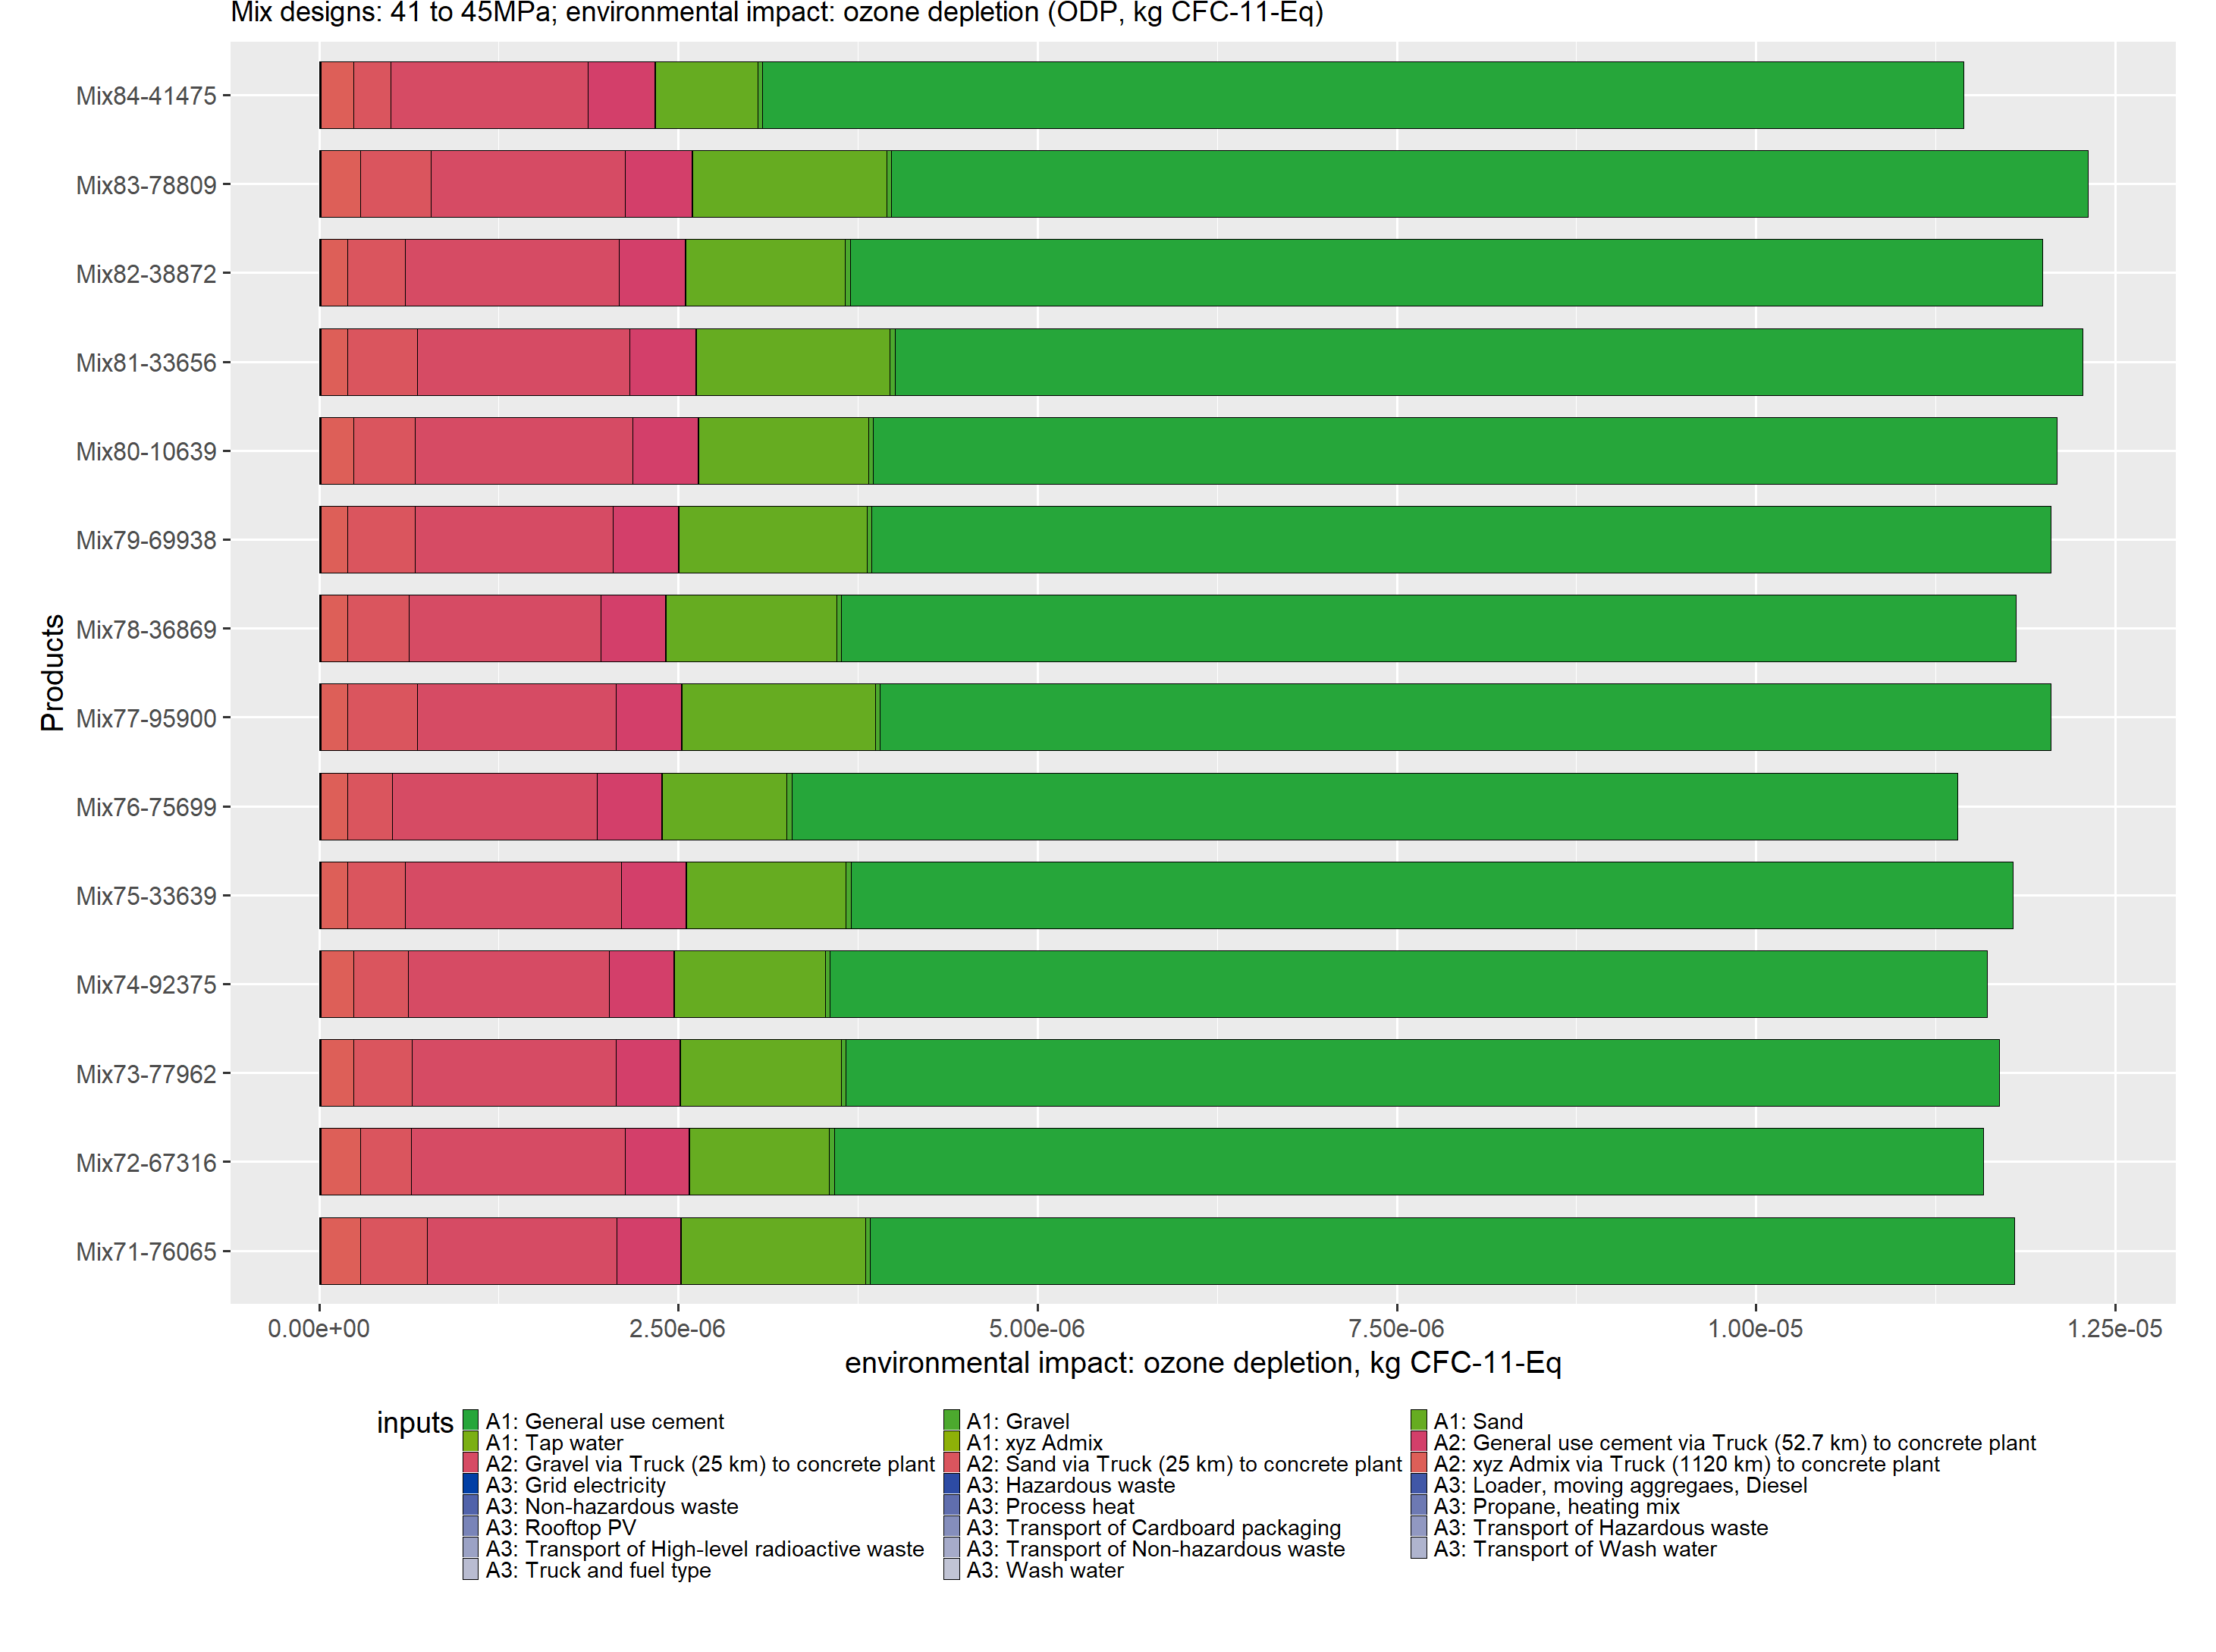 Mix designs: 41 to 45MPa; environmental impact: ozone depletion (ODP, kg CFC-11-Eq)
Mix84-41475
Mix83-78809
Mix82-38872
Mix81-33656
Mix80-10639
Mix79-69938
Mix78-36869
Mix77-95900
Mix76-75699
Mix75-33639
Mix74-92375
Mix73-77962
Mix72-67316
Mix71-76065
Products
0.00e+00 2.50e-06 5.00e-06 7.50e-06 1.00e-05 1.25e-05
environmental impact: ozone depletion, kg CFC-11-Eq
inputs
A1: General use cement A1: Gravel A1: Sand
A1: Tap water A1: xyz Admix A2: General use cement via Truck (52.7 km) to concrete plant
A2: Gravel via Truck (25 km) to concrete plant A2: Sand via Truck (25 km) to concrete plant A2: xyz Admix via Truck (1120 km) to concrete plant
A3: Grid electricity A3: Hazardous waste A3: Loader, moving aggregaes, Diesel
A3: Non-hazardous waste A3: Process heat A3: Propane, heating mix
A3: Rooftop PV A3: Transport of Cardboard packaging A3: Transport of Hazardous waste
A3: Transport of High-level radioactive waste A3: Transport of Non-hazardous waste A3: Transport of Wash water
A3: Truck and fuel type A3: Wash water